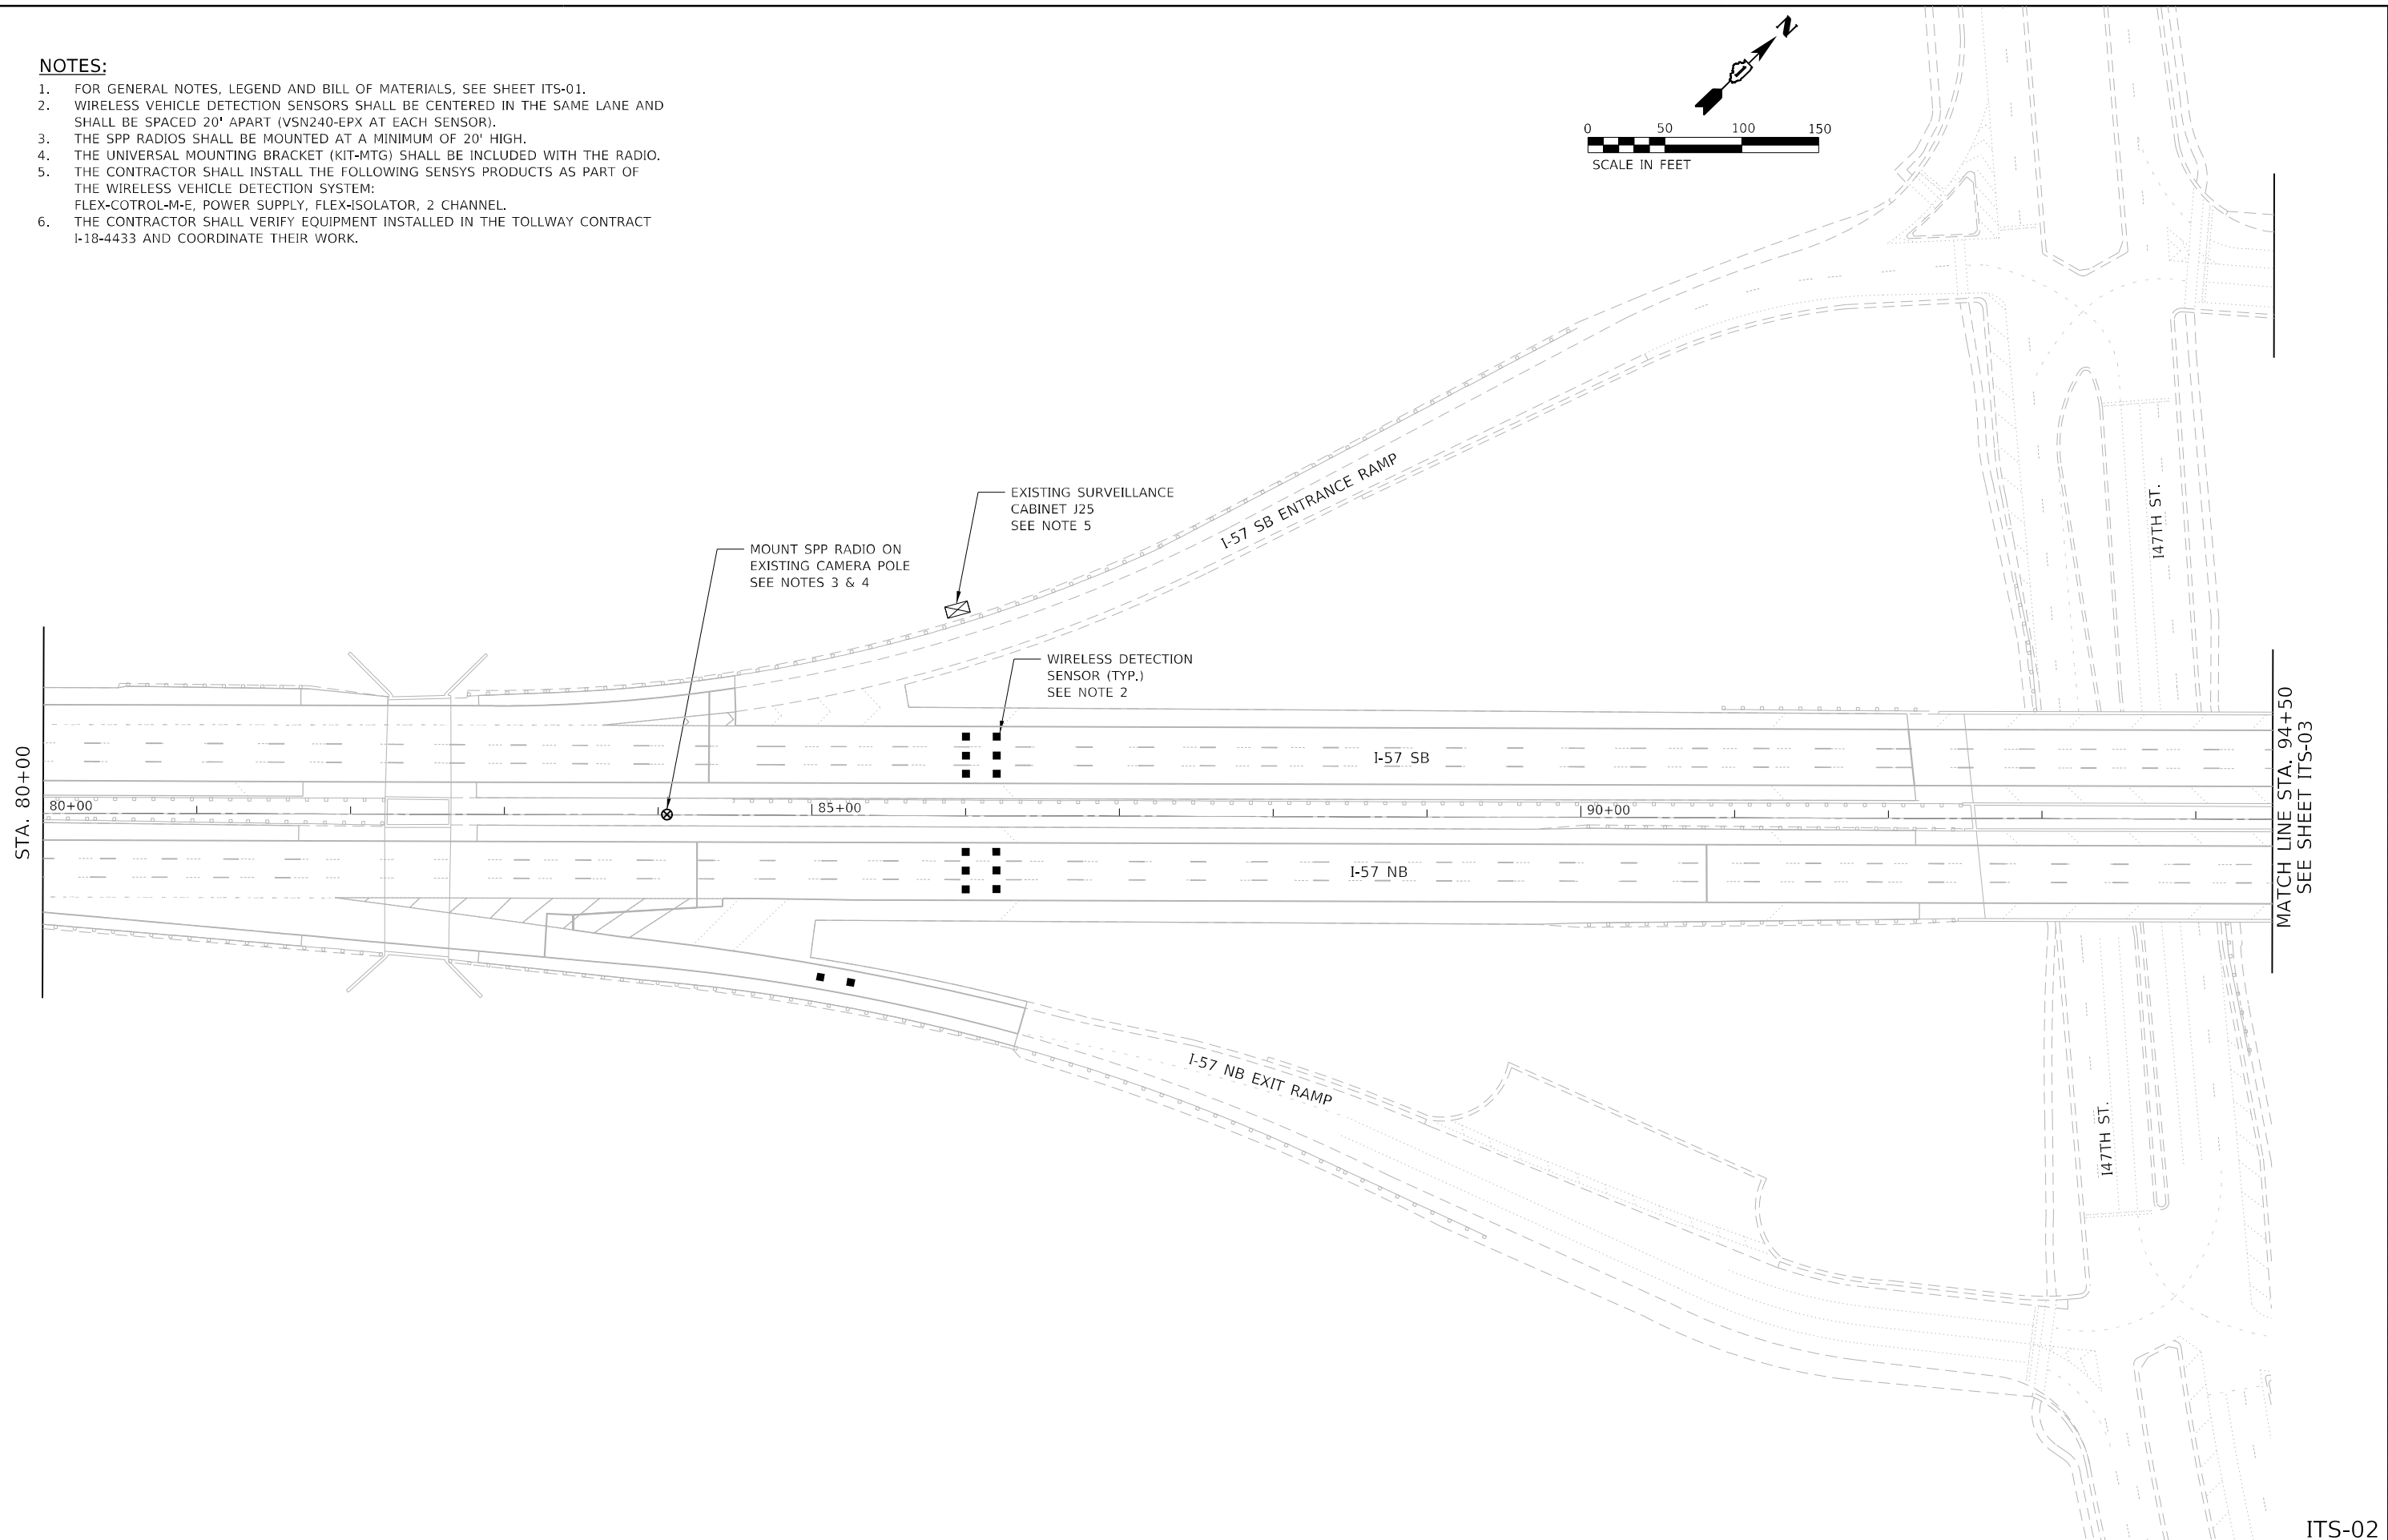 NOTES:
1. FOR GENERAL NOTES, LEGEND AND BILL OF MATERIALS, SEE SHEET ITS-01.
2. WIRELESS VEHICLE DETECTION SENSORS SHALL BE CENTERED IN THE SAME LANE AND
SHALL BE SPACED 20' APART (VSN240-EPX AT EACH SENSOR).
3. THE SPP RADIOS SHALL BE MOUNTED AT A MINIMUM OF 20' HIGH.
4. THE UNIVERSAL MOUNTING BRACKET (KIT-MTG) SHALL BE INCLUDED WITH THE RADIO.
5. THE CONTRACTOR SHALL INSTALL THE FOLLOWING SENSYS PRODUCTS AS PART OF
THE WIRELESS VEHICLE DETECTION SYSTEM:
FLEX-COTROL-M-E, POWER SUPPLY, FLEX-ISOLATOR, 2 CHANNEL.
6. THE CONTRACTOR SHALL VERIFY EQUIPMENT INSTALLED IN THE TOLLWAY CONTRACT
I-18-4433 AND COORDINATE THEIR WORK.
N
0 50 100 150
SCALE IN FEET
EXISTING SURVEILLANCE
CABINET J25
SEE NOTE 5
I-57 SB ENTRANCE RAMP
147TH ST.
MOUNT SPP RADIO ON
EXISTING CAMERA POLE
SEE NOTES 3 & 4
WIRELESS DETECTION
SENSOR (TYP.)
SEE NOTE 2
I-57 SB
STA. 80+00
80+00
85+00
90+00
MATCH LINE STA. 94+50
SEE SHEET ITS-03
I-57 NB
I-57 NB EXIT RAMP
147TH ST.
ITS-02